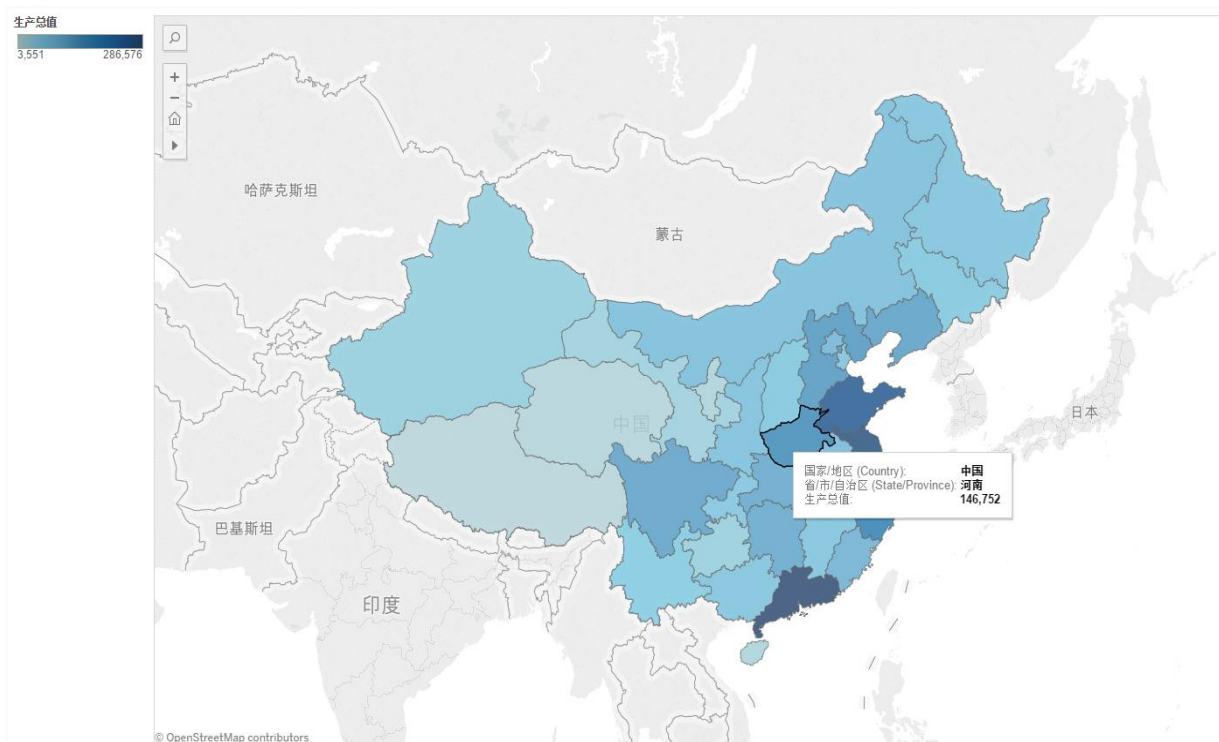 生产总值
3,551 286,576
哈萨克斯坦
蒙古
中国
日本
国家/地区 (Country): 中国
省/市/自治区 (State/Province): 河南
生产总值: 146,752
巴基斯坦
印度
© OpenStreetMap contributors